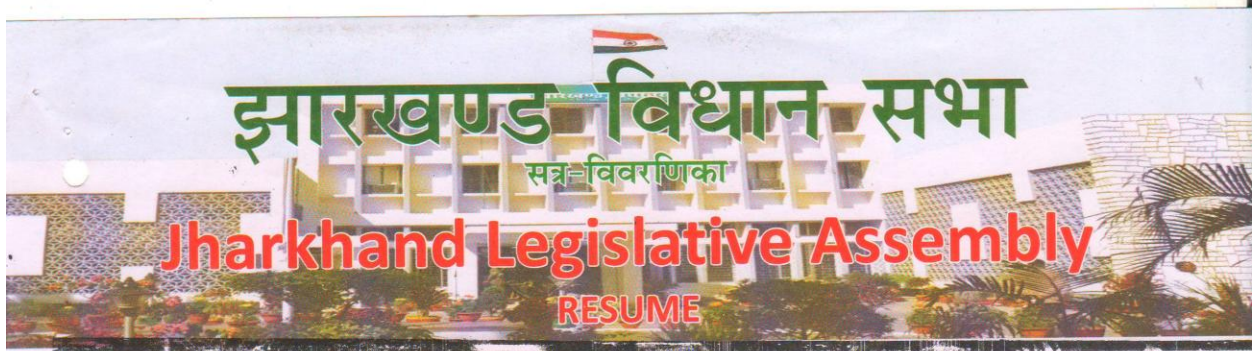 झारखण्ड विधान सभा
सत्र-विवरणिका
Jharkhand Legislative Assembly
RESUME